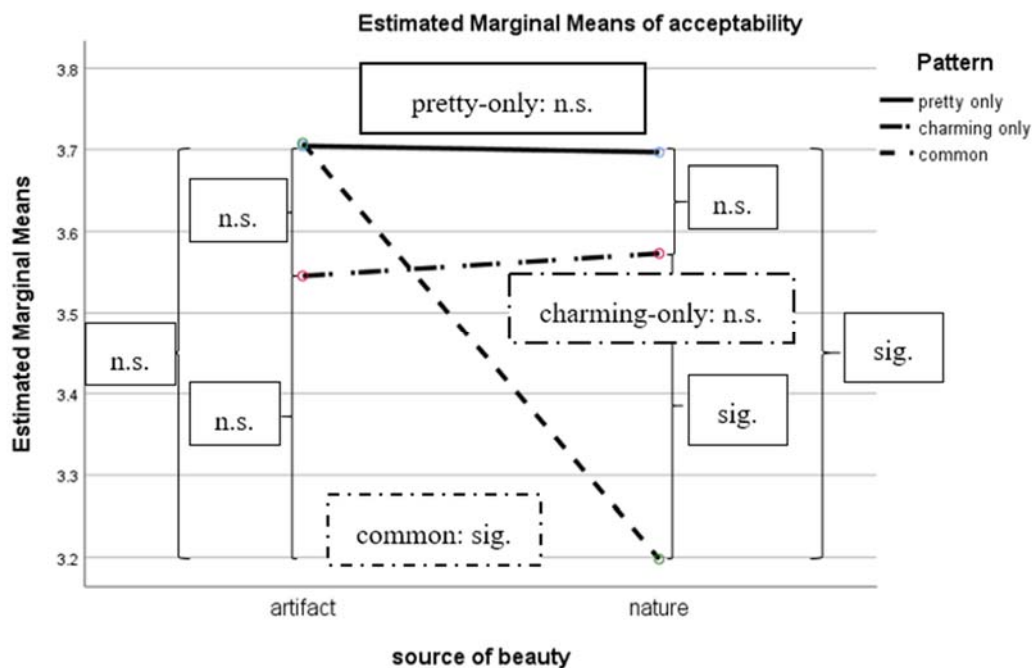 Estimated Marginal Means of acceptability
Pattern
pretty only
charming only
common
Estimated Marginal Means
3.8
3.7
3.6
3.5
3.4
3.3
3.2
pretty-only: n.s.
n.s.
n.s.
charming-only: n.s.
n.s.
sig.
n.s.
sig.
common: sig.
artifact
nature
source of beauty